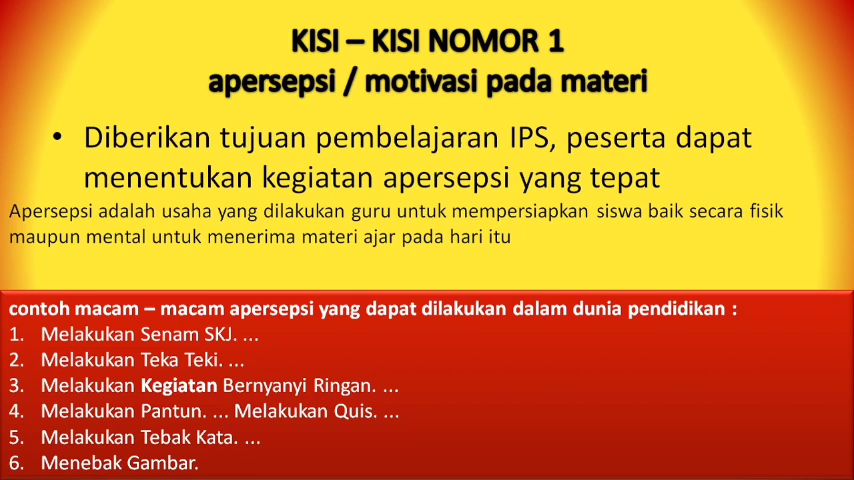 KISI – KISI NOMOR 1
apersepsi / motivasi pada materi
• Diberikan tujuan pembelajaran IPS, peserta dapat
menentukan kegiatan apersepsi yang tepat
Apersepsi adalah usaha yang dilakukan guru untuk mempersiapkan siswa baik secara fisik
maupun mental untuk menerima materi ajar pada hari itu
contoh macam – macam apersepsi yang dapat dilakukan dalam dunia pendidikan :
1. Melakukan Senam SKJ. ...
2. Melakukan Teka Teki. ...
3. Melakukan Kegiatan Bernyanyi Ringan. ...
4. Melakukan Pantun. ... Melakukan Quis. ...
5. Melakukan Tebak Kata. ...
6. Menebak Gambar.